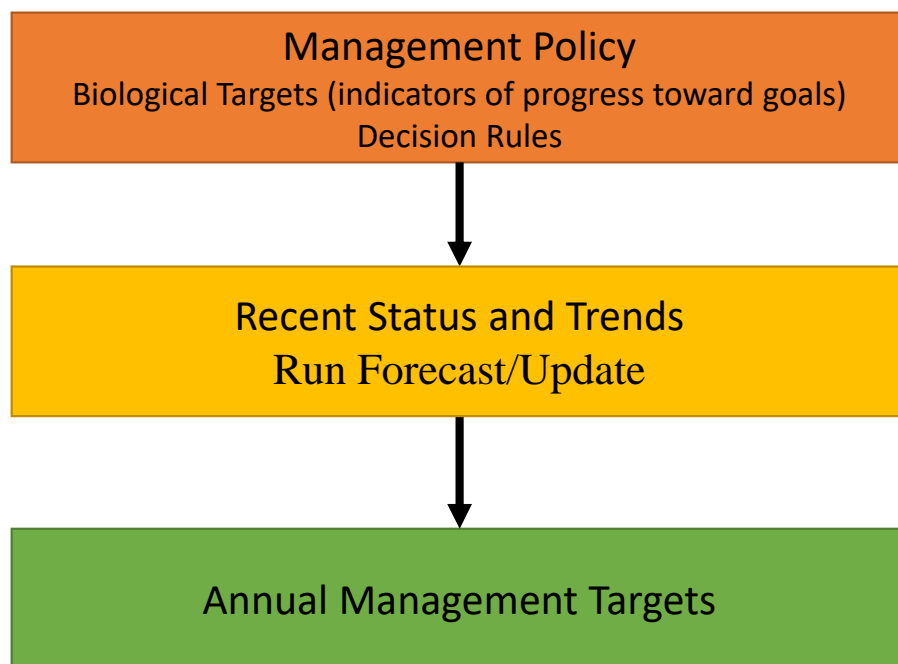 Management Policy
Biological Targets (indicators of progress toward goals)
Decision Rules
Recent Status and Trends
Run Forecast/Update
Annual Management Targets